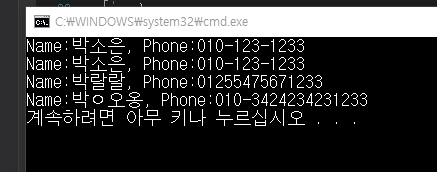 C:₩WINDOWS₩system32₩cmd.exe
Name:박소은, Phone:010-123-1233
Name:박소은, Phone:010-123-1233
Name:박랄랄, Phone:01255475671233
Name:박ㅇ오옹, Phone:010-3424234231233
계속하려면 아무 키나 누르십시오 . . .